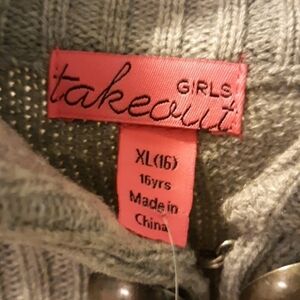 GIRLS
takeout
XL(16)
16yrs
Made in
China